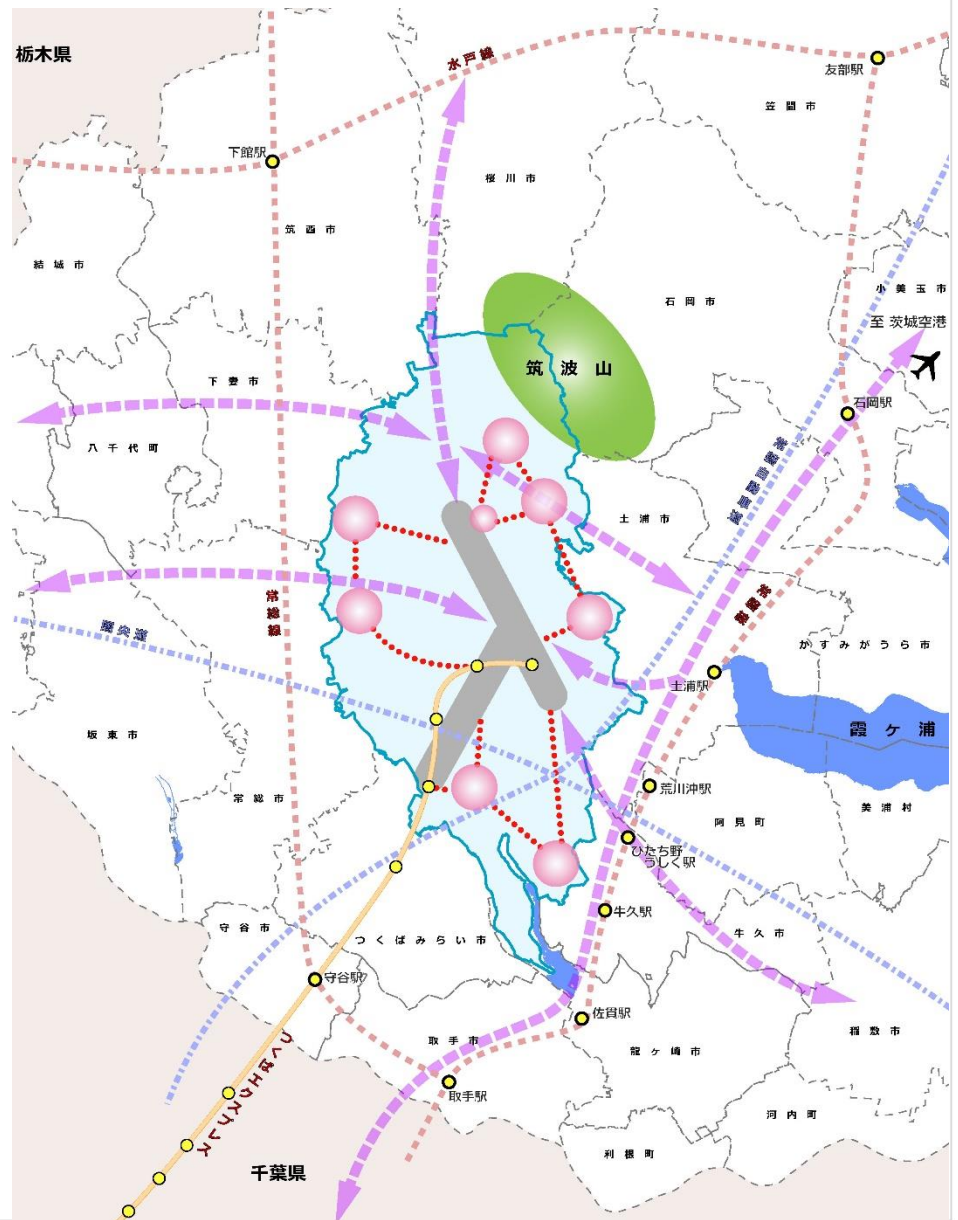 栃木県
水戸線
友部駅
笠間市
下館駅
桜川市
筑西市
結城市
石岡市
小美玉市
至 茨城空港
筑波山
下妻市
石岡駅
八千代町
常磐自動車道
土浦市
常磐線
常総線
圏央道
かすみがうら市
土浦駅
霞ヶ浦
坂東市
荒川沖駅
常総市
美浦村
阿見町
ひたち野
うしく駅
牛久駅
守谷市
つくばみらい市
牛久市
守谷駅
佐貫駅
稲敷市
取手市
龍ヶ崎市
つくばエクスプレス
取手駅
河内町
利根町
千葉県